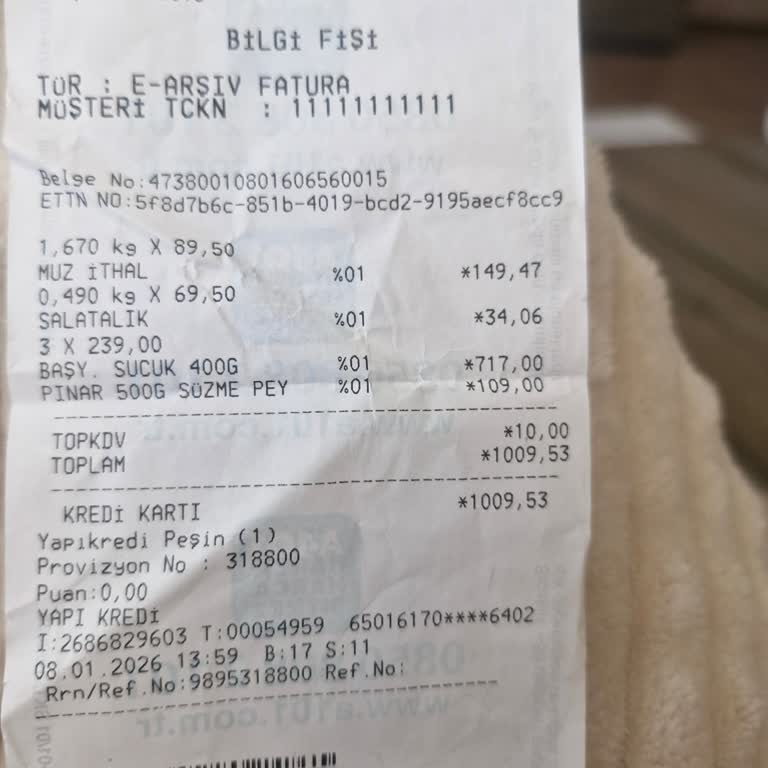 BİLGİ FİŞİ
TÜR : E-ARŞİV FATURA
MÜŞTERİ TCKN : 11111111111
Belge No:47380010801606560015
ETTN NO:5f8d7b6c-851b-4019-bcd2-9195aecf8cc9
1,670 kg X 89,50
MUZ İTHAL %01 *149,47
0,490 kg X 69,50
SALATALIK %01 *34,06
3 X 239,00
BAŞY. SUCUK 400G %01 *717,00
PINAR 500G SÜZME PEY %01 *109,00
TOPKDV *10,00
TOPLAM *1009,53
KREDİ KARTI *1009,53
Yapıkredi Peşin (1)
Provizyon No : 318800
Puan:0,00
YAPI KREDİ
I:2686829603 T:00054959 65016170****6402
08.01.2026 13:59 B:17 S:11
Rrn/Ref.No:9895318800 Ref.No: